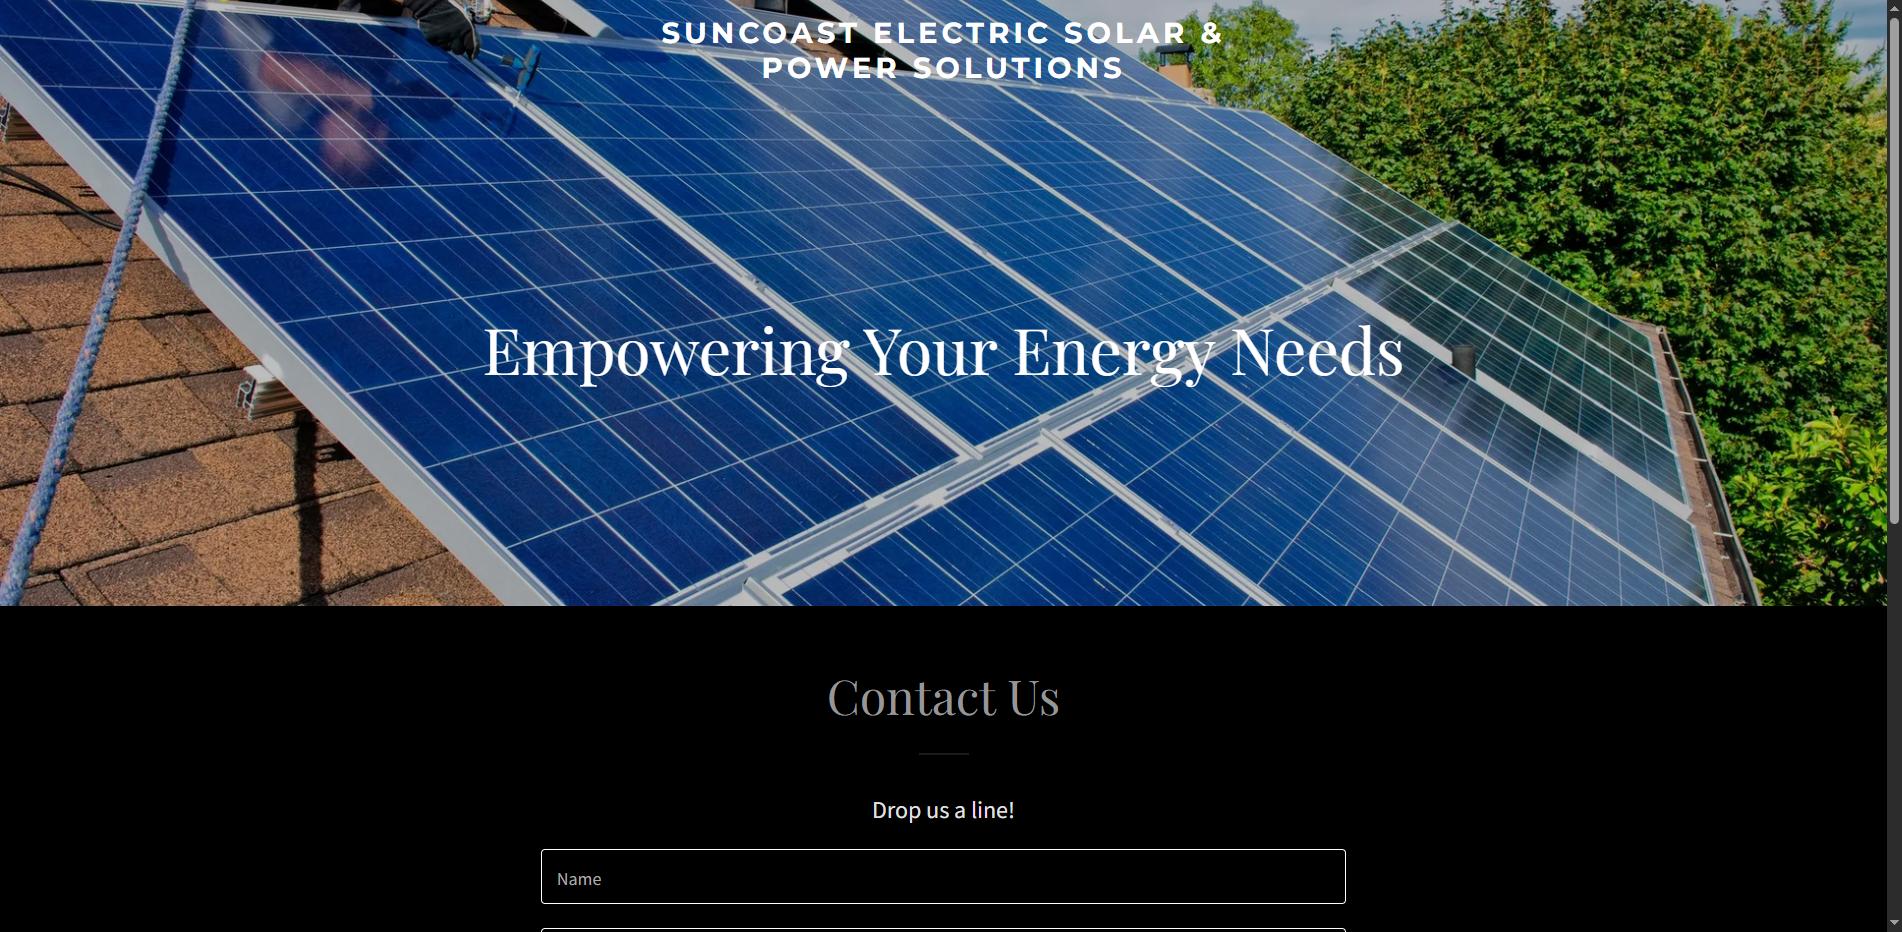 SUNCOAST ELECTRIC SOLAR &
POWER SOLUTIONS
Empowering Your Energy Needs
Contact Us
Drop us a line!
Name